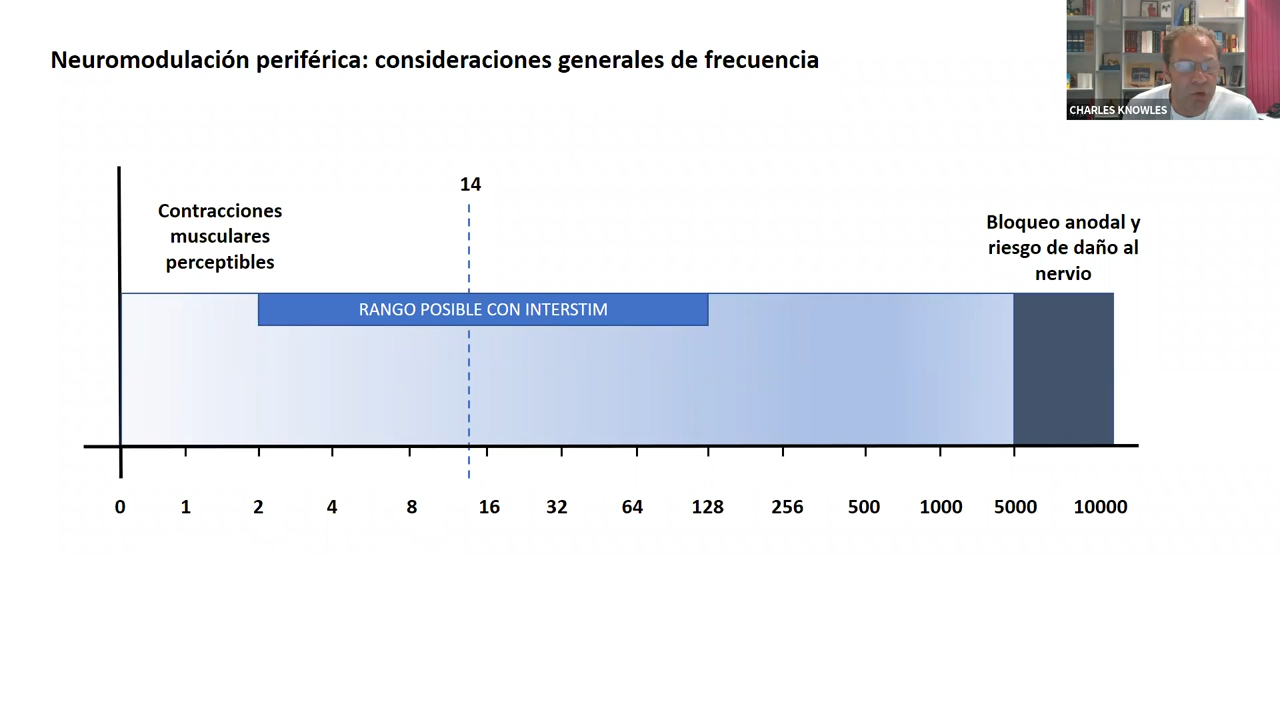 Neuromodulación periférica: consideraciones generales de frecuencia
CHARLES KNOWLES
14
Contracciones
musculares
perceptibles
Bloqueo anodal y
riesgo de daño al
nervio
RANGO POSIBLE CON INTERSTIM
0 1 2 4 8 16 32 64 128 256 500 1000 5000 10000